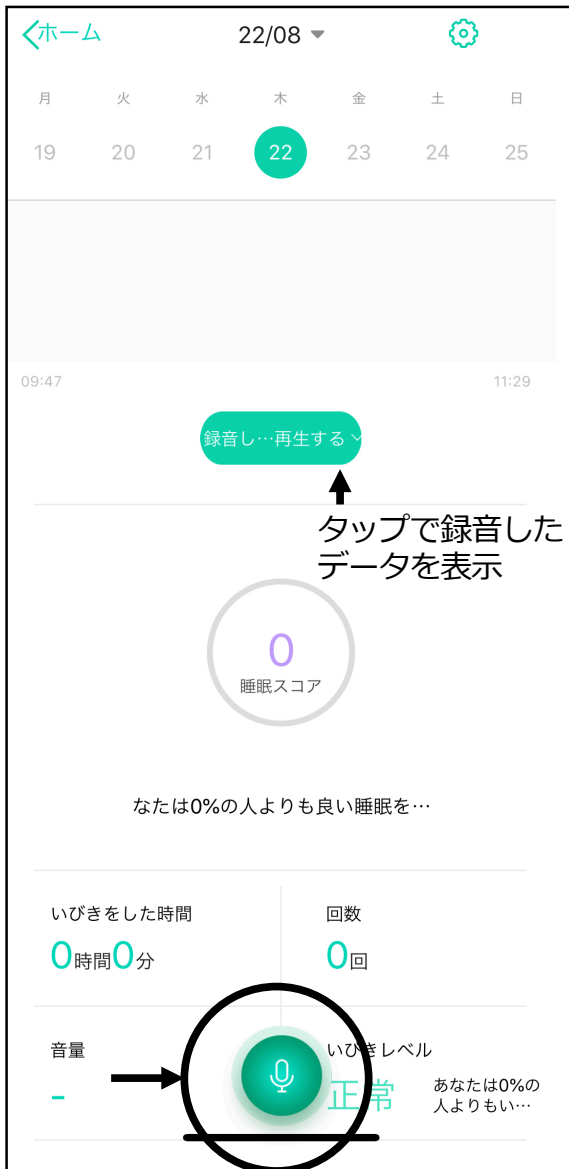 ホーム
22/08
月 火 水 木 金 土 日
19 20 21 22 23 24 25
09:47 11:29
録音し…再生する
タップで録音した
データを表示
0
睡眠スコア
なたは0%の人よりも良い睡眠を…
いびきをした時間 回数
0時間0分 0回
音量 いびきレベル
- 正常 あなたは0%の
人よりもい…